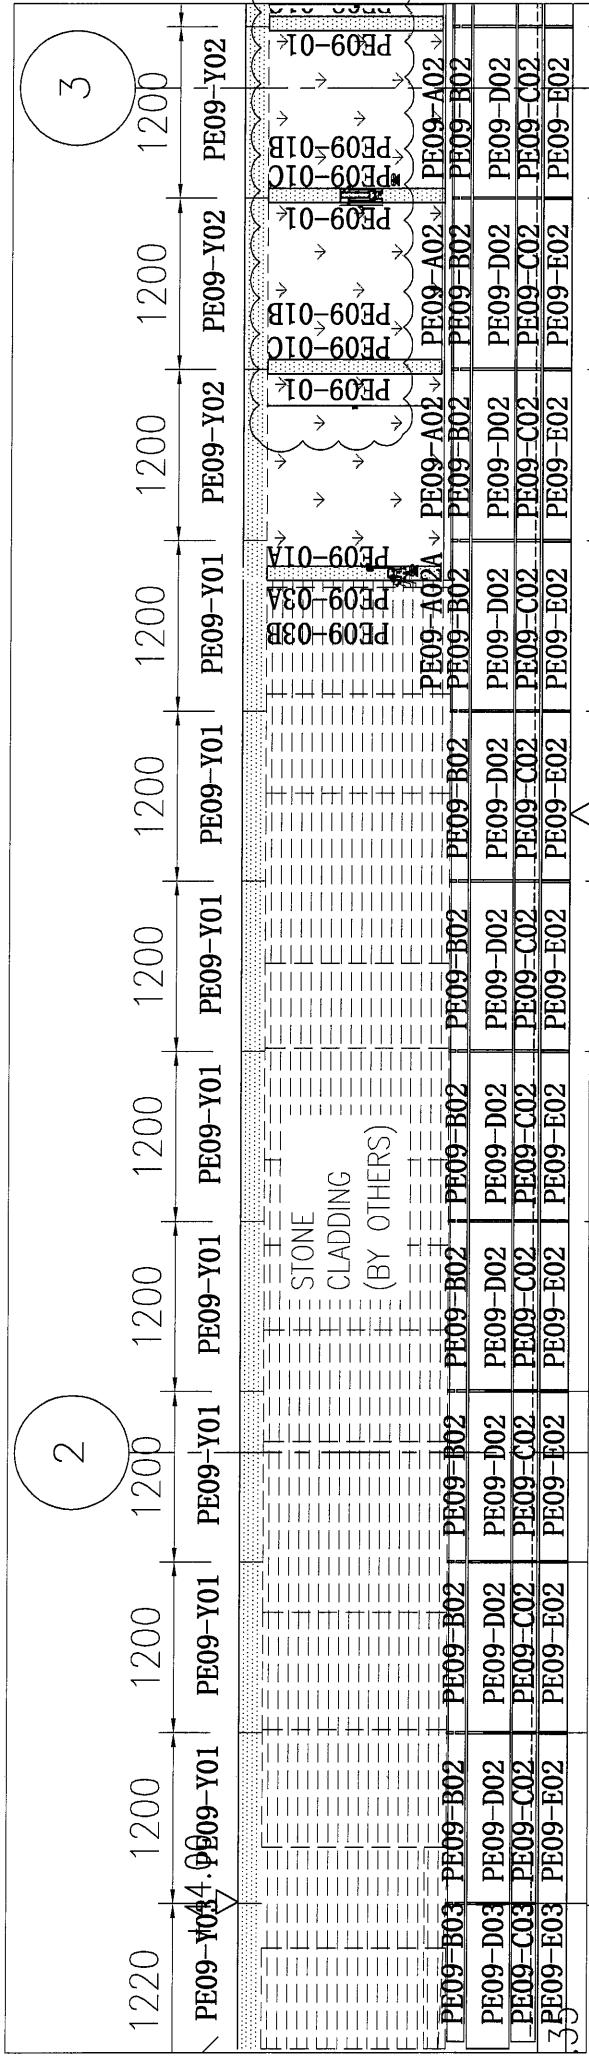 2 3
1220 1200 1200 1200 1200 1200 1200 1200 1200 1200 1200 1200
PE09-Y03 PE09-Y01 PE09-Y01 PE09-Y01 PE09-Y01 PE09-Y01 PE09-Y01 PE09-Y01 PE09-Y01 PE09-Y02 PE09-Y02 PE09-Y02
+44.00
STONE
CLADDING
(BY OTHERS)
PE09-03B
PE09-03A
PE09-01A
PE09-01
PE09-01C
PE09-01B
PE09-01
PE09-01C
PE09-01B
PE09-01
PE09-A02A PE09-A02 PE09-A02 PE09-A02
PE09-B03 PE09-B02 PE09-B02 PE09-B02 PE09-B02 PE09-B02 PE09-B02 PE09-B02 PE09-B02 PE09-B02 PE09-B02 PE09-B02
PE09-D03 PE09-D02 PE09-D02 PE09-D02 PE09-D02 PE09-D02 PE09-D02 PE09-D02 PE09-D02 PE09-D02 PE09-D02 PE09-D02
PE09-C03 PE09-C02 PE09-C02 PE09-C02 PE09-C02 PE09-C02 PE09-C02 PE09-C02 PE09-C02 PE09-C02 PE09-C02 PE09-C02
PE09-E03 PE09-E02 PE09-E02 PE09-E02 PE09-E02 PE09-E02 PE09-E02 PE09-E02 PE09-E02 PE09-E02 PE09-E02 PE09-E02
.35